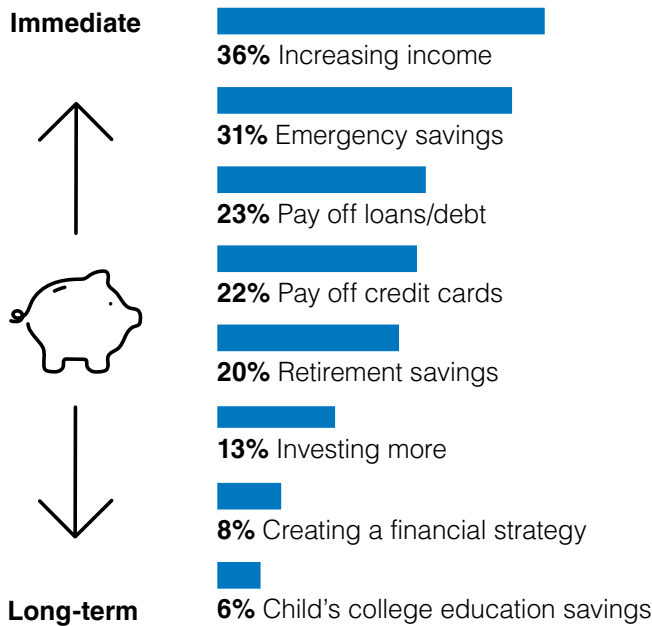 Immediate
36% Increasing income
31% Emergency savings
23% Pay off loans/debt
22% Pay off credit cards
20% Retirement savings
13% Investing more
8% Creating a financial strategy
Long-term
6% Child’s college education savings